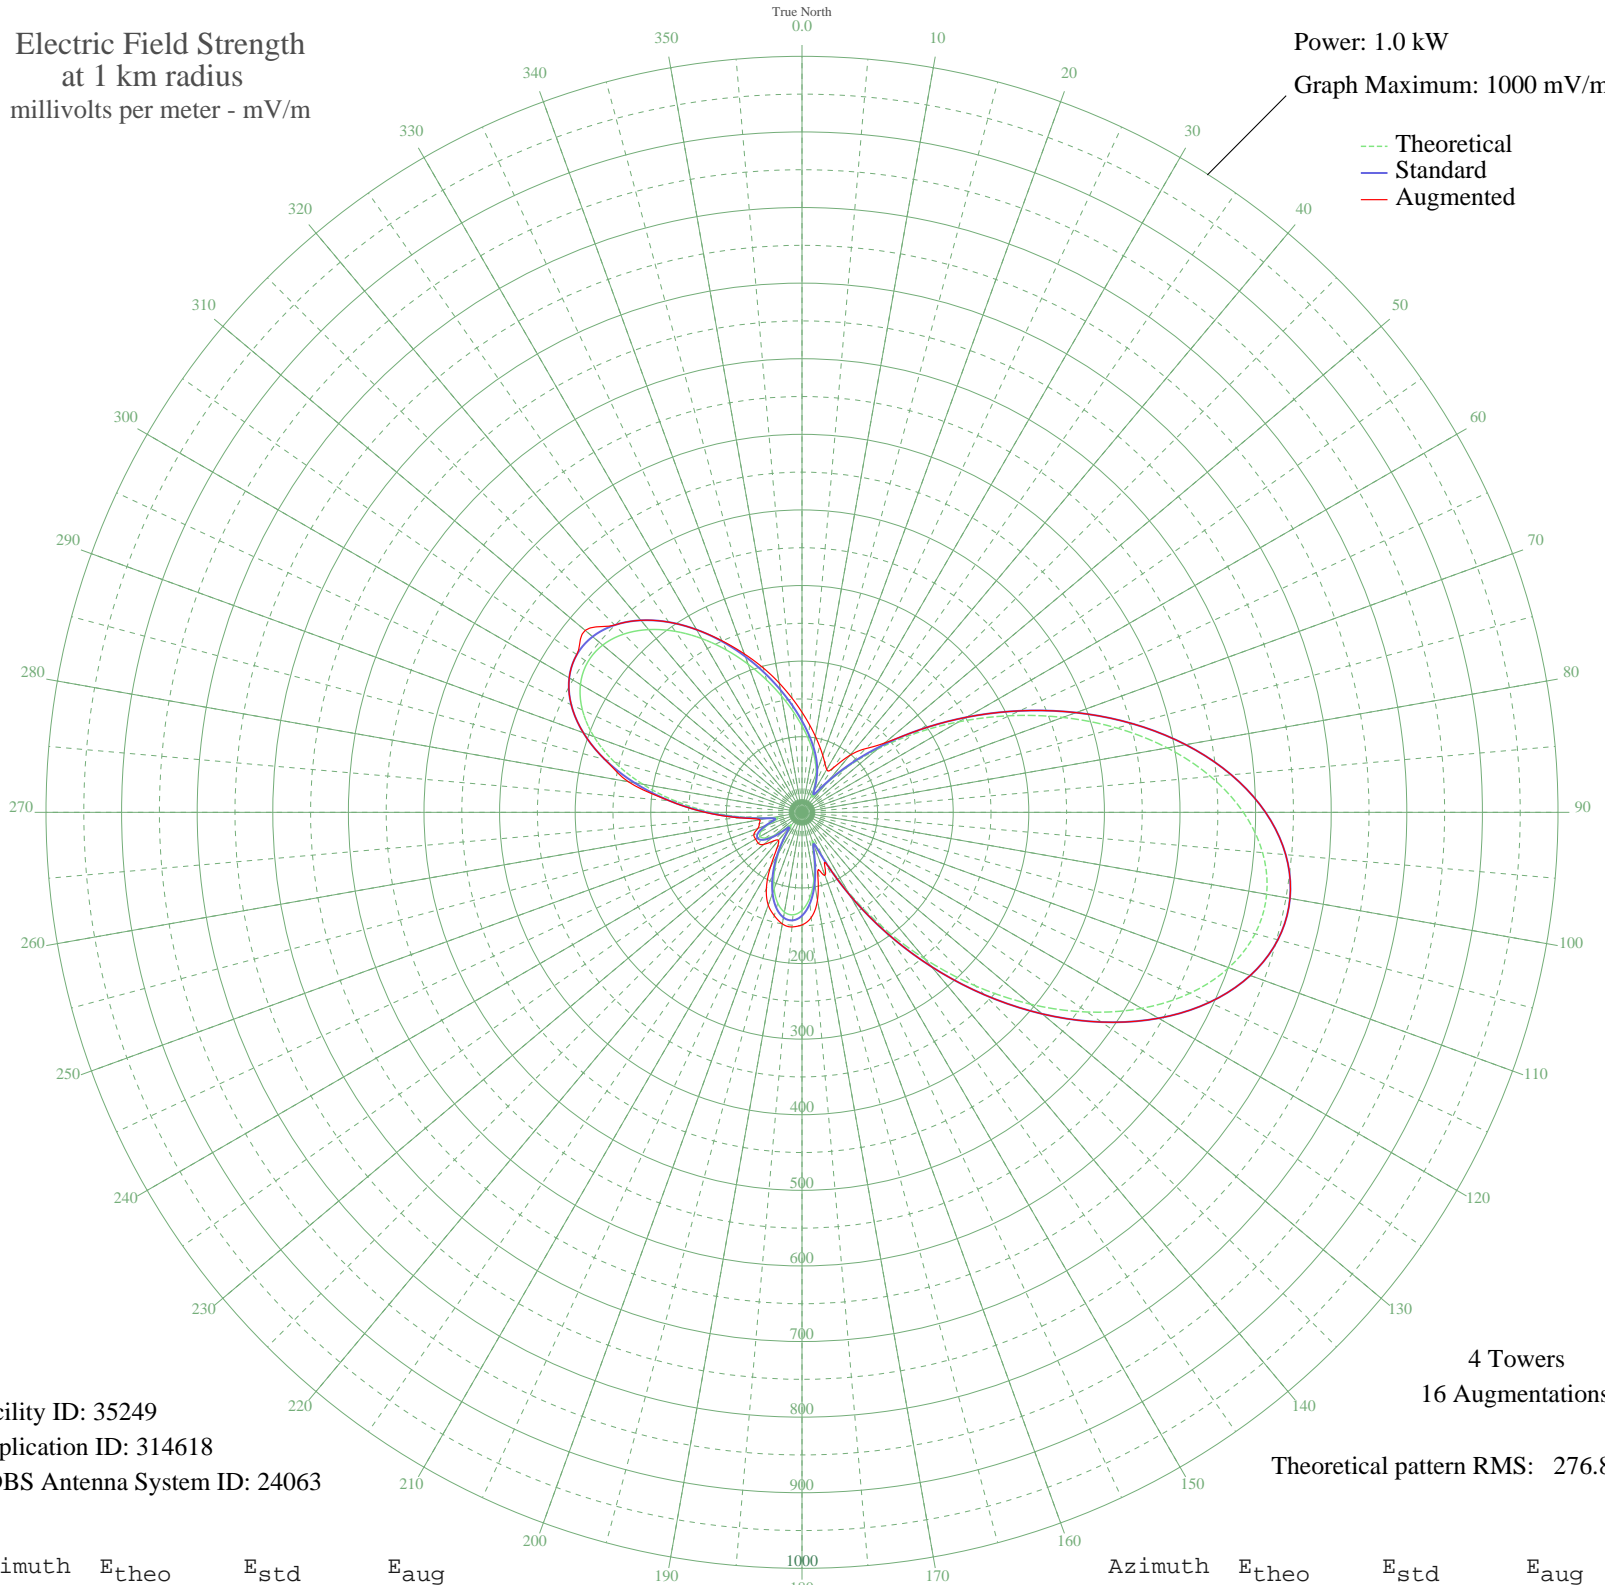 True North
0.0
Electric Field Strength
at 1 km radius
millivolts per meter - mV/m
Power: 1.0 kW
Graph Maximum: 1000 mV/m
Theoretical
Standard
Augmented
10
20
30
40
50
60
70
80
90
100
110
120
130
140
150
160
170
190
200
210
220
230
240
250
260
270
280
290
300
310
320
330
340
350
200
300
400
500
600
700
800
900
1000
4 Towers
16 Augmentations
Theoretical pattern RMS: 276.8
cility ID: 35249
plication ID: 314618
DBS Antenna System ID: 24063
imuth Etheo Estd Eaug
Azimuth Etheo Estd Eaug